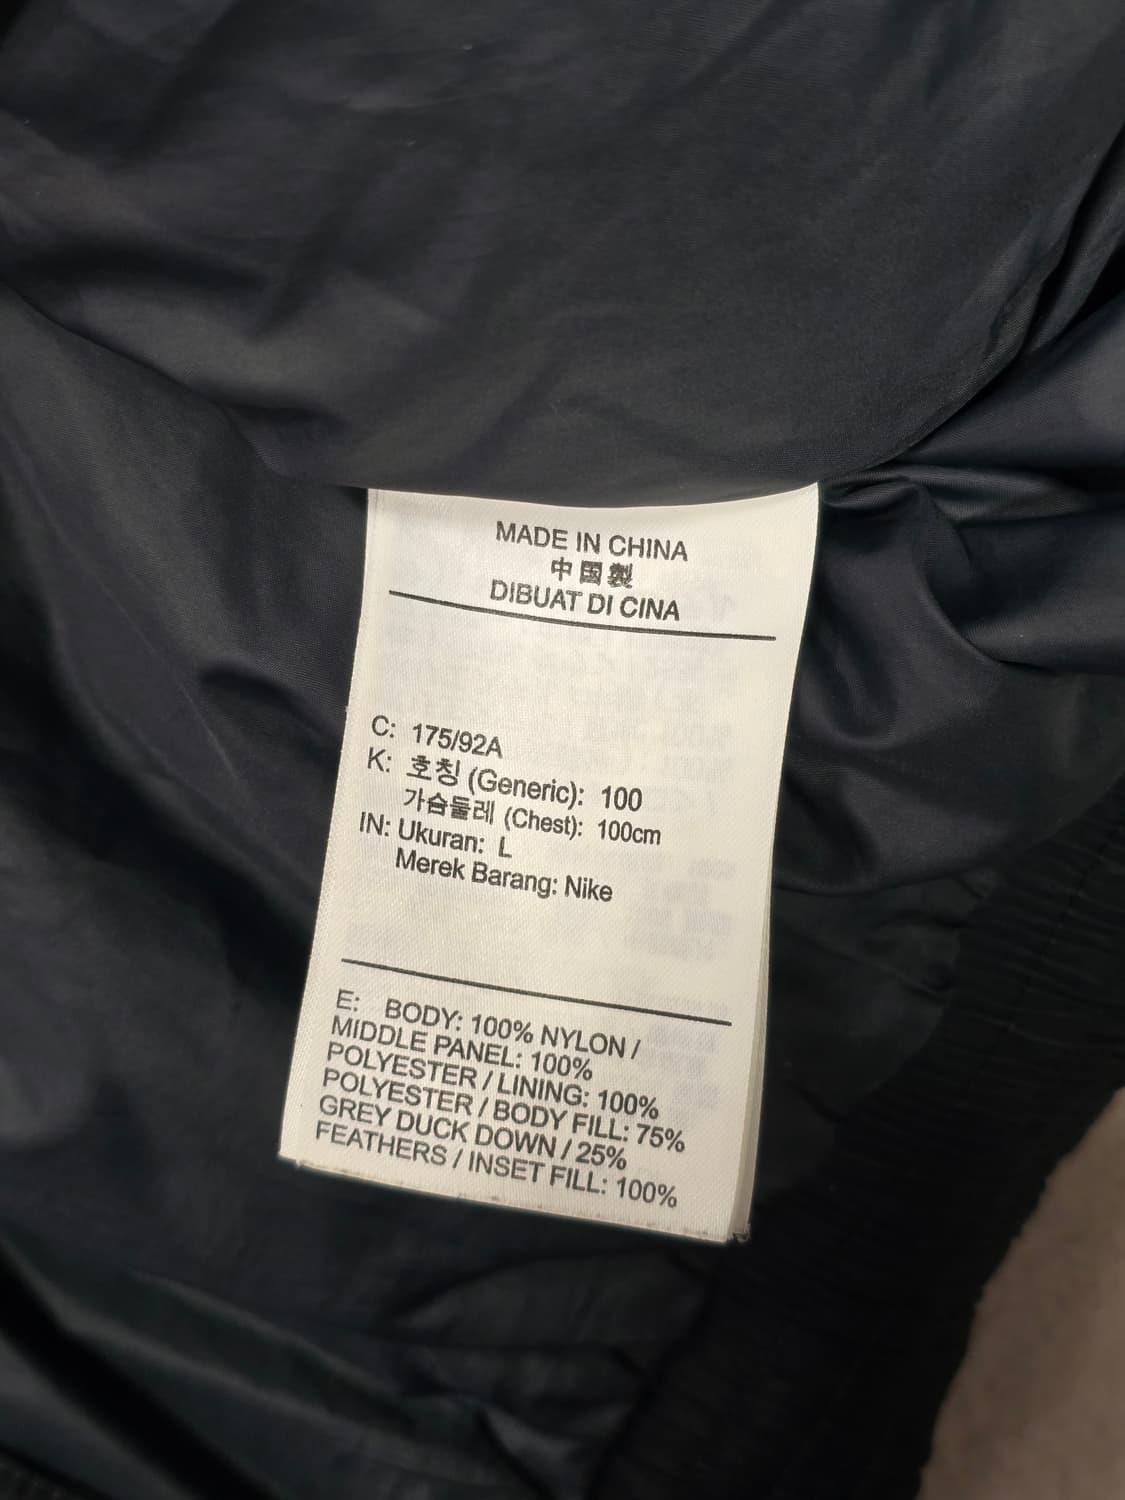 MADE IN CHINA
中国製
DIBUAT DI CINA
C: 175/92A
K: 호칭 (Generic): 100
가슴둘레 (Chest): 100cm
IN: Ukuran: L
Merek Barang: Nike
E: BODY: 100% NYLON /
MIDDLE PANEL: 100%
POLYESTER / LINING: 100%
POLYESTER / BODY FILL: 75%
GREY DUCK DOWN / 25%
FEATHERS / INSET FILL: 100%